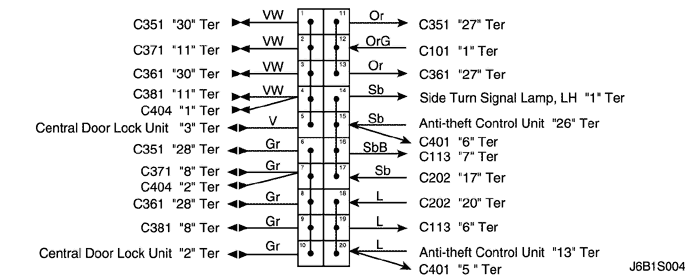 C351 "30" Ter VW 1 11 Or C351 "27" Ter
C371 "11" Ter VW 2 12 OrG C101 "1" Ter
C361 "30" Ter VW 3 13 Or C361 "27" Ter
C381 "11" Ter VW 4 14 Sb Side Turn Signal Lamp, LH "1" Ter
C404 "1" Ter
Central Door Lock Unit "3" Ter V 5 15 Sb Anti-theft Control Unit "26" Ter
C401 "6" Ter
C351 "28" Ter Gr 6 16 SbB C113 "7" Ter
C371 "8" Ter Gr 7 17 Sb C202 "17" Ter
C404 "2" Ter
C361 "28" Ter Gr 8 18 L C202 "20" Ter
C381 "8" Ter Gr 9 19 L C113 "6" Ter
Central Door Lock Unit "2" Ter Gr 10 20 L Anti-theft Control Unit "13" Ter
C401 "5 " Ter
J6B1S004